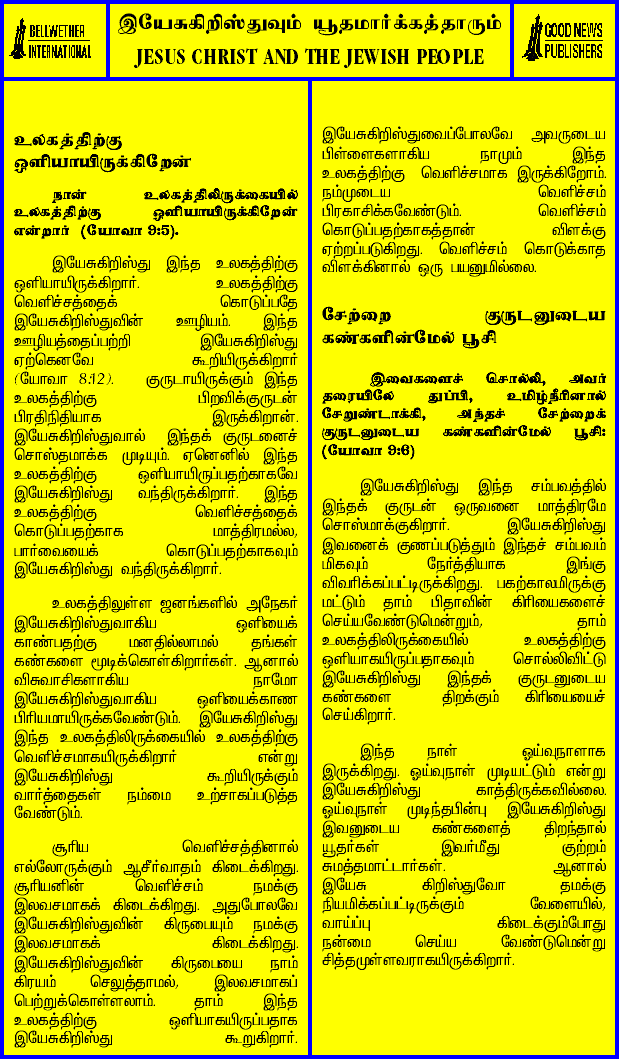 BELLWETHER
INTERNATIONAL
இயேசுகிறிஸ்துவும் யூதமார்க்கத்தாரும்
JESUS CHRIST AND THE JEWISH PEOPLE
GOOD NEWS
PUBLISHERS
உலகத்திற்கு
ஒளியாயிருக்கிறேன்
நான் உலகத்திலிருக்கையில்
உலகத்திற்கு ஒளியாயிருக்கிறேன்
என்றார் (யோவா 9:5).
இயேசுகிறிஸ்து இந்த உலகத்திற்கு
ஒளியாயிருக்கிறார். உலகத்திற்கு
வெளிச்சத்தைக் கொடுப்பதே
இயேசுகிறிஸ்துவின் ஊழியம். இந்த
ஊழியத்தைப்பற்றி இயேசுகிறிஸ்து
ஏற்கெனவே கூறியிருக்கிறார்
(யோவா 8:12). குருடாயிருக்கும் இந்த
உலகத்திற்கு பிறவிக்குருடன்
பிரதிநிதியாக இருக்கிறான்.
இயேசுகிறிஸ்துவால் இந்தக் குருடனைச்
சொஸ்தமாக்க முடியும். ஏனெனில் இந்த
உலகத்திற்கு ஒளியாயிருப்பதற்காகவே
இயேசுகிறிஸ்து வந்திருக்கிறார். இந்த
உலகத்திற்கு வெளிச்சத்தைக்
கொடுப்பதற்காக மாத்திரமல்ல,
பார்வையைக் கொடுப்பதற்காகவும்
இயேசுகிறிஸ்து வந்திருக்கிறார்.
உலகத்திலுள்ள ஜனங்களில் அநேகர்
இயேசுகிறிஸ்துவாகிய ஒளியைக்
காண்பதற்கு மனதில்லாமல் தங்கள்
கண்களை மூடிக்கொள்கிறார்கள். ஆனால்
விசுவாசிகளாகிய நாமோ
இயேசுகிறிஸ்துவாகிய ஒளியைக்காண
பிரியமாயிருக்கவேண்டும். இயேசுகிறிஸ்து
இந்த உலகத்திலிருக்கையில் உலகத்திற்கு
வெளிச்சமாகயிருக்கிறார் என்று
இயேசுகிறிஸ்து கூறியிருக்கும்
வார்த்தைகள் நம்மை உற்சாகப்படுத்த
வேண்டும்.
சூரிய வெளிச்சத்தினால்
எல்லோருக்கும் ஆசீர்வாதம் கிடைக்கிறது.
சூரியனின் வெளிச்சம் நமக்கு
இலவசமாகக் கிடைக்கிறது. அதுபோலவே
இயேசுகிறிஸ்துவின் கிருபையும் நமக்கு
இலவசமாகக் கிடைக்கிறது.
இயேசுகிறிஸ்துவின் கிருபையை நாம்
கிரயம் செலுத்தாமல், இலவசமாகப்
பெற்றுக்கொள்ளலாம். தாம் இந்த
உலகத்திற்கு ஒளியாகயிருப்பதாக
இயேசுகிறிஸ்து கூறுகிறார்.
இயேசுகிறிஸ்துவைப்போலவே அவருடைய
பிள்ளைகளாகிய நாமும் இந்த
உலகத்திற்கு வெளிச்சமாக இருக்கிறோம்.
நம்முடைய வெளிச்சம்
பிரகாசிக்கவேண்டும். வெளிச்சம்
கொடுப்பதற்காகத்தான் விளக்கு
ஏற்றப்படுகிறது. வெளிச்சம் கொடுக்காத
விளக்கினால் ஒரு பயனுமில்லை.
சேற்றை குருடனுடைய
கண்களின்மேல் பூசி
இவைகளைச் சொல்லி, அவர்
தரையிலே துப்பி, உமிழ்நீரினால்
சேறுண்டாக்கி, அந்தச் சேற்றைக்
குருடனுடைய கண்களின்மேல் பூசி:
(யோவா 9:6)
இயேசுகிறிஸ்து இந்த சம்பவத்தில்
இந்தக் குருடன் ஒருவனை மாத்திரமே
சொஸ்மாக்குகிறார். இயேசுகிறிஸ்து
இவனைக் குணப்படுத்தும் இந்தச் சம்பவம்
மிகவும் நேர்த்தியாக இங்கு
விவரிக்கப்பட்டிருக்கிறது. பகற்காலமிருக்கு
மட்டும் தாம் பிதாவின் கிரியைகளைச்
செய்யவேண்டுமென்றும், தாம்
உலகத்திலிருக்கையில் உலகத்திற்கு
ஒளியாகயிருப்பதாகவும் சொல்லிவிட்டு
இயேசுகிறிஸ்து இந்தக் குருடனுடைய
கண்களை திறக்கும் கிரியையைச்
செய்கிறார்.
இந்த நாள் ஓய்வுநாளாக
இருக்கிறது. ஓய்வுநாள் முடியட்டும் என்று
இயேசுகிறிஸ்து காத்திருக்கவில்லை.
ஓய்வுநாள் முடிந்தபின்பு இயேசுகிறிஸ்து
இவனுடைய கண்களைத் திறந்தால்
யூதர்கள் இவர்மீது குற்றம்
சுமத்தமாட்டார்கள். ஆனால்
இயேசு கிறிஸ்துவோ தமக்கு
நியமிக்கப்பட்டிருக்கும் வேளையில்,
வாய்ப்பு கிடைக்கும்போது
நன்மை செய்ய வேண்டுமென்று
சித்தமுள்ளவராகயிருக்கிறார்.